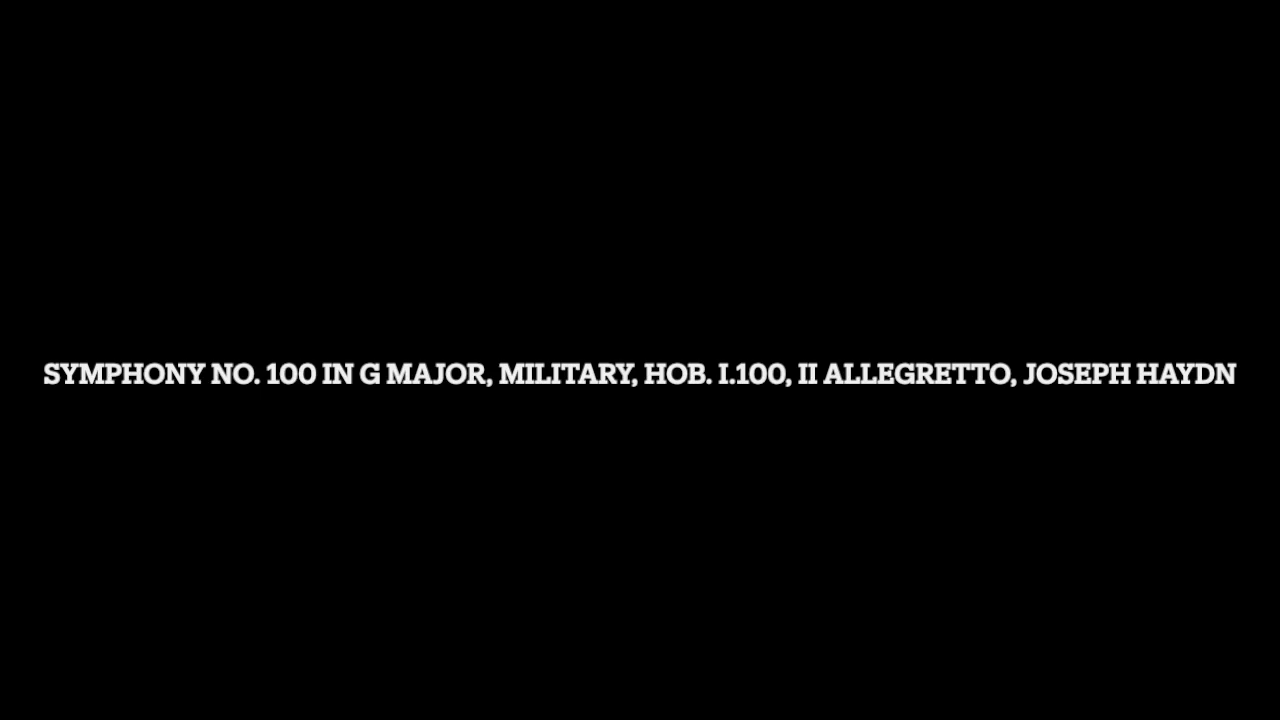 SYMPHONY NO. 100 IN G MAJOR, MILITARY, HOB. I.100, II ALLEGRETTO, JOSEPH HAYDN